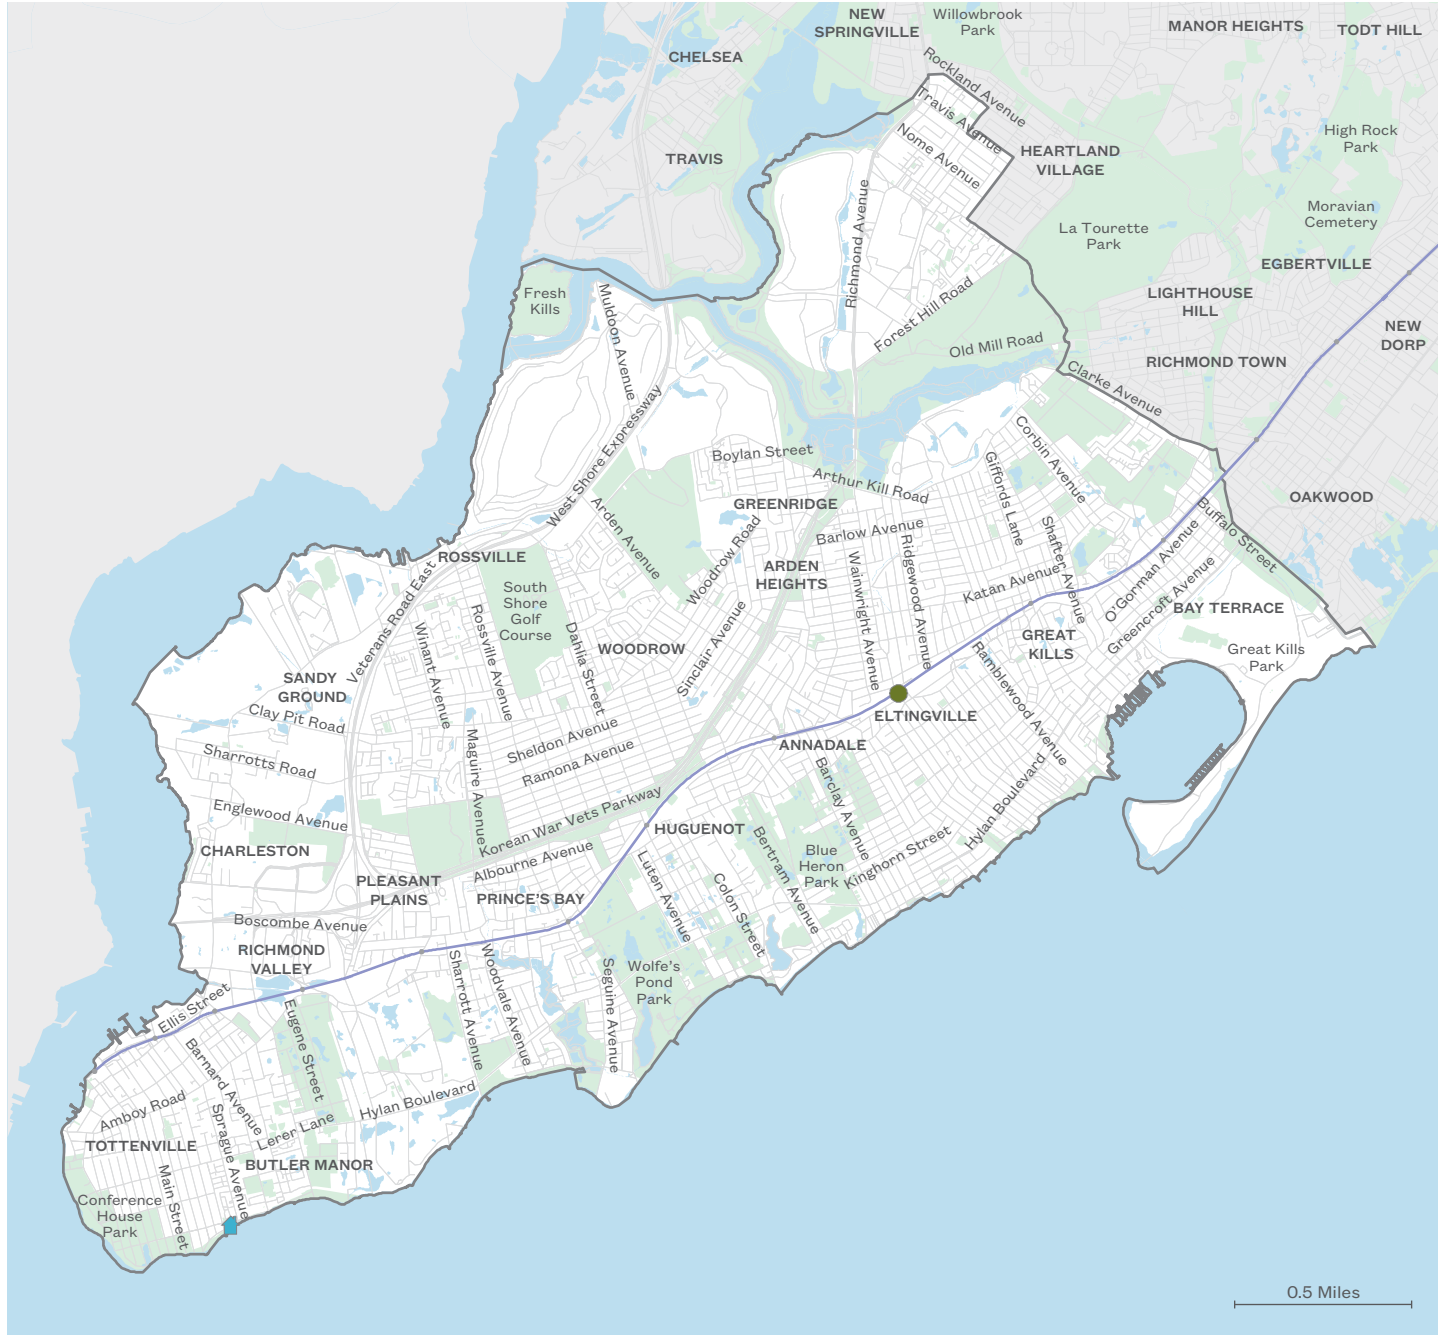 NEW
SPRINGVILLE
Willowbrook
Park
MANOR HEIGHTS
TODT HILL
CHELSEA
Rockland Avenue
Travis Avenue
Nome Avenue
High Rock
Park
TRAVIS
HEARTLAND
VILLAGE
Moravian
Cemetery
La Tourette
Park
Richmond Avenue
EGBERTVILLE
Fresh
Kills
Muldoon Avenue
LIGHTHOUSE
HILL
Forest Hill Road
Old Mill Road
NEW
DORP
RICHMOND TOWN
Clarke Avenue
West Shore Expressway
Corbin Avenue
Boylan Street
Arthur Kill Road
Giffords Lane
GREENRIDGE
OAKWOOD
Arden Avenue
Woodrow Road
Barlow Avenue
Buffalo Street
Shafter Avenue
ROSSVILLE
ARDEN
HEIGHTS
Wainwright Avenue
Ridgewood Avenue
Katan Avenue
O'Gorman Avenue
Greencroft Avenue
South
Shore
Golf
Course
Veterans Road East
BAY TERRACE
Rossville Avenue
Winant Avenue
Dahlia Street
WOODROW
Sinclair Avenue
GREAT
KILLS
Great Kills
Park
SANDY
GROUND
Ramblewood Avenue
Clay Pit Road
ELTINGVILLE
Sheldon Avenue
Ramona Avenue
Maguire Avenue
ANNADALE
Sharrotts Road
Barclay Avenue
Hylan Boulevard
Englewood Avenue
Korean War Vets Parkway
HUGUENOT
CHARLESTON
Albourne Avenue
Bertram Avenue
Blue
Heron
Park
Kinghorn Street
PLEASANT
PLAINS
Luten Avenue
Colon Street
PRINCE'S BAY
Boscombe Avenue
RICHMOND
VALLEY
Sharrott Avenue
Woodvale Avenue
Seguine Avenue
Wolfe's
Pond
Park
Ellis Street
Eugene Street
Barnard Avenue
Amboy Road
Hylan Boulevard
Sprague Avenue
Lerer Lane
TOTTENVILLE
BUTLER MANOR
Main Street
Conference
House
Park
0.5 Miles